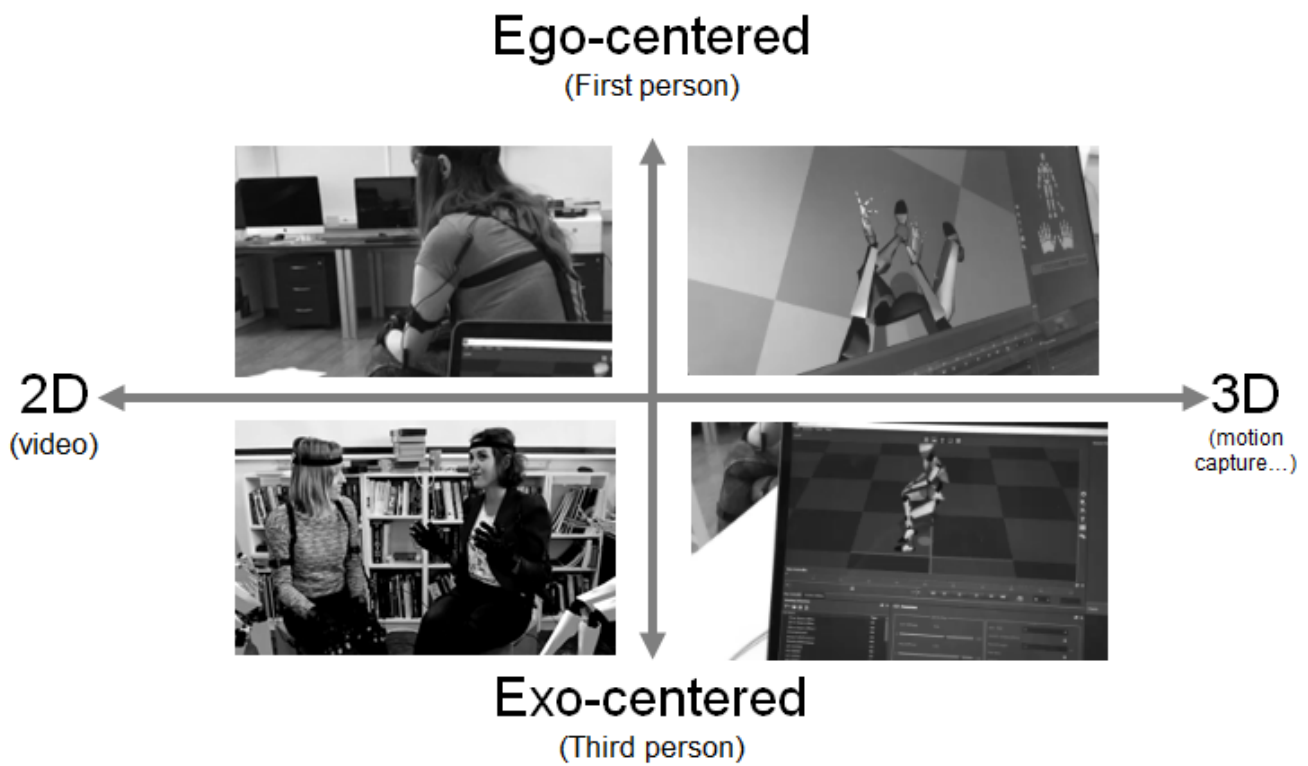 Ego-centered
(First person)
2D
(video)
3D
(motion
capture…)
Exo-centered
(Third person)